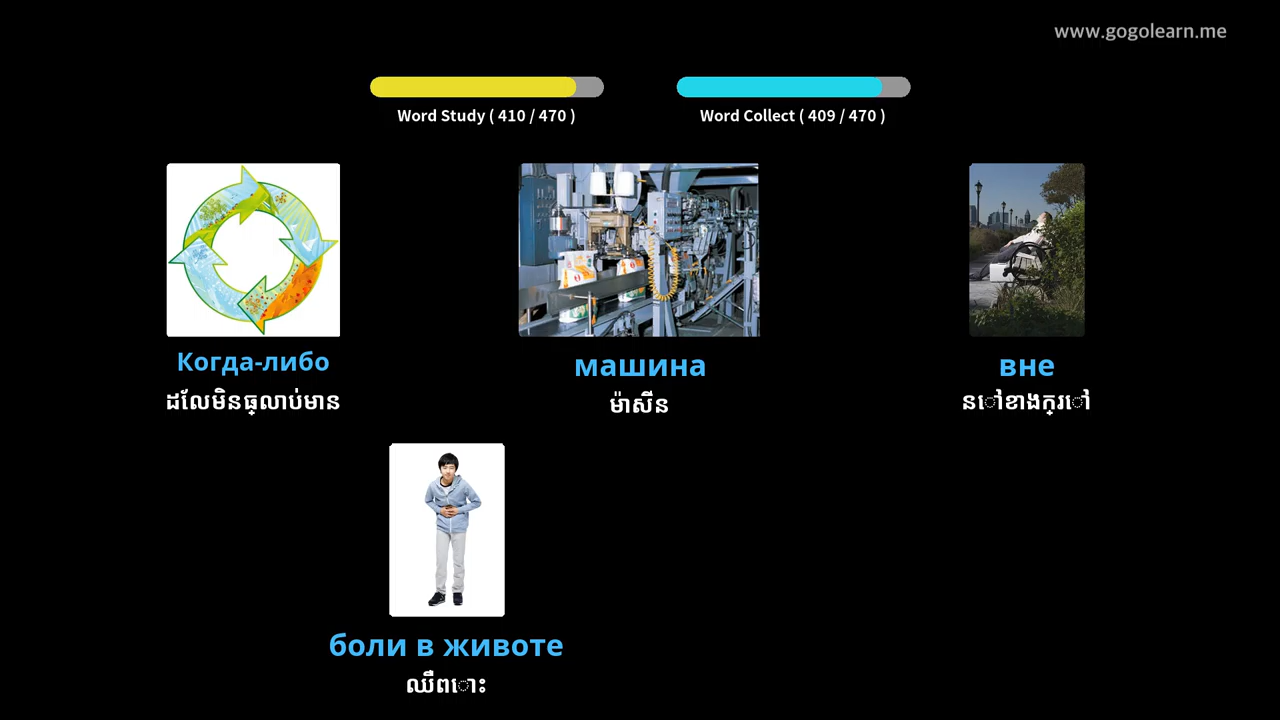 www.gogolearn.me
Word Study ( 410 / 470 )
Word Collect ( 409 / 470 )
Когда-либо
ដែលមិនធ្លាប់មាន
машина
ម៉ាស៊ីន
вне
នៅខាងក្រៅ
боли в животе
ឈឺពោះ